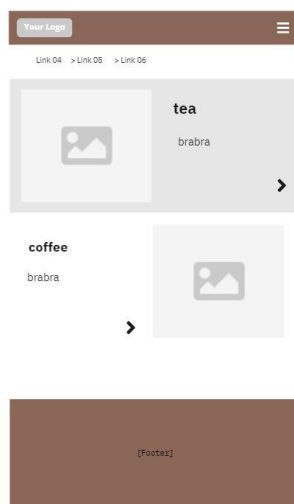 Your Logo
Link 04 > Link 05 > Link 06
tea
brabra
coffee
brabra
[Footer]